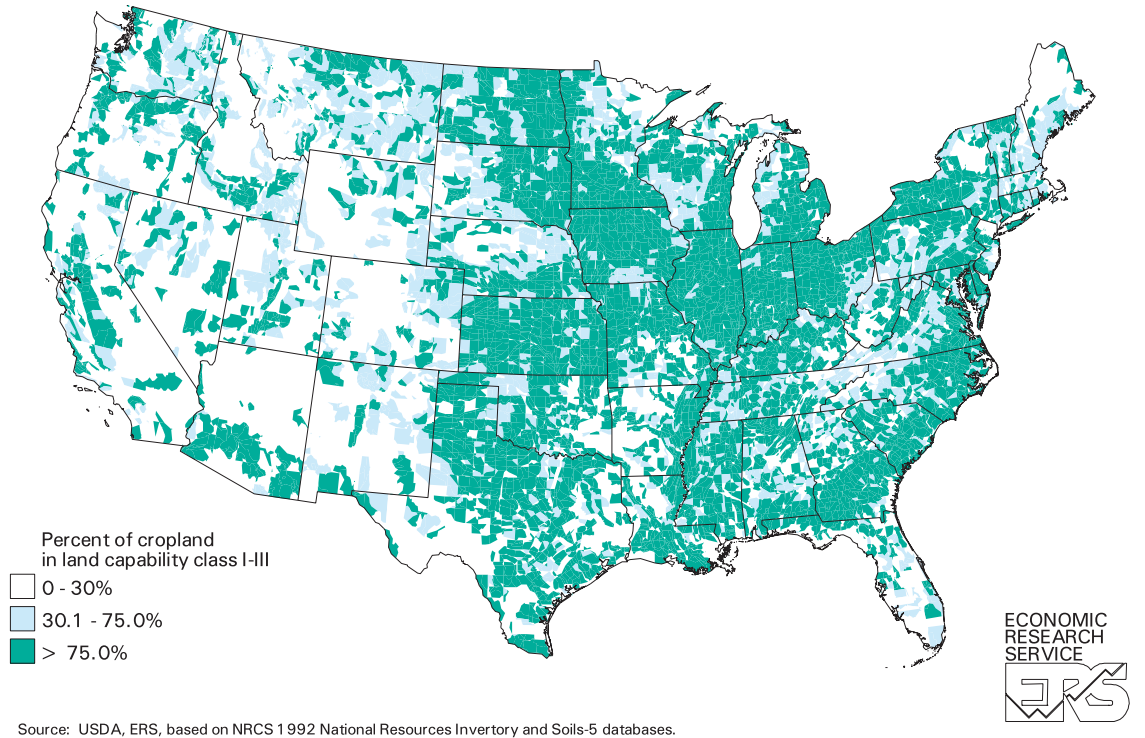 Percent of cropland
in land capability class I-III
0 - 30%
30.1 - 75.0%
> 75.0%
ECONOMIC
RESEARCH
SERVICE
ERS
Source: USDA, ERS, based on NRCS 1992 National Resources Invertory and Soils-5 databases.